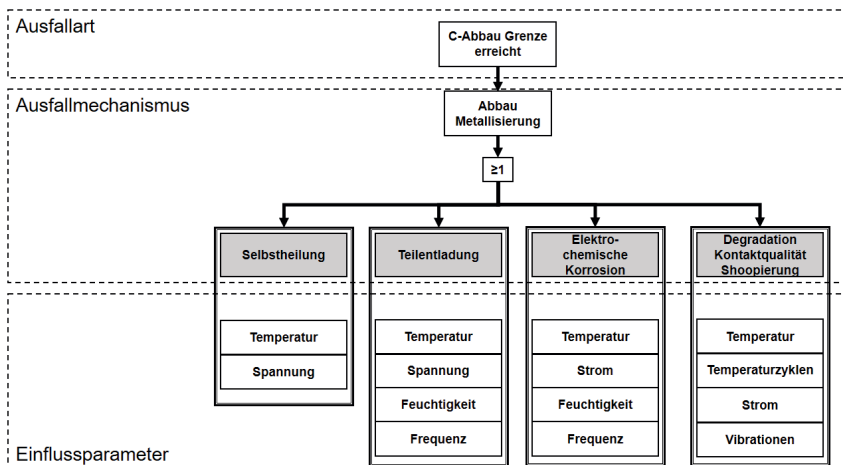 Ausfallart
C-Abbau Grenze
erreicht
Ausfallmechanismus
Abbau
Metallisierung
≥1
Selbstheilung
Teilentladung
Elektro-
chemische
Korrosion
Degradation
Kontaktqualität
Shoopierung
Temperatur
Spannung
Temperatur
Spannung
Feuchtigkeit
Frequenz
Temperatur
Strom
Feuchtigkeit
Frequenz
Temperatur
Temperaturzyklen
Strom
Vibrationen
Einflussparameter